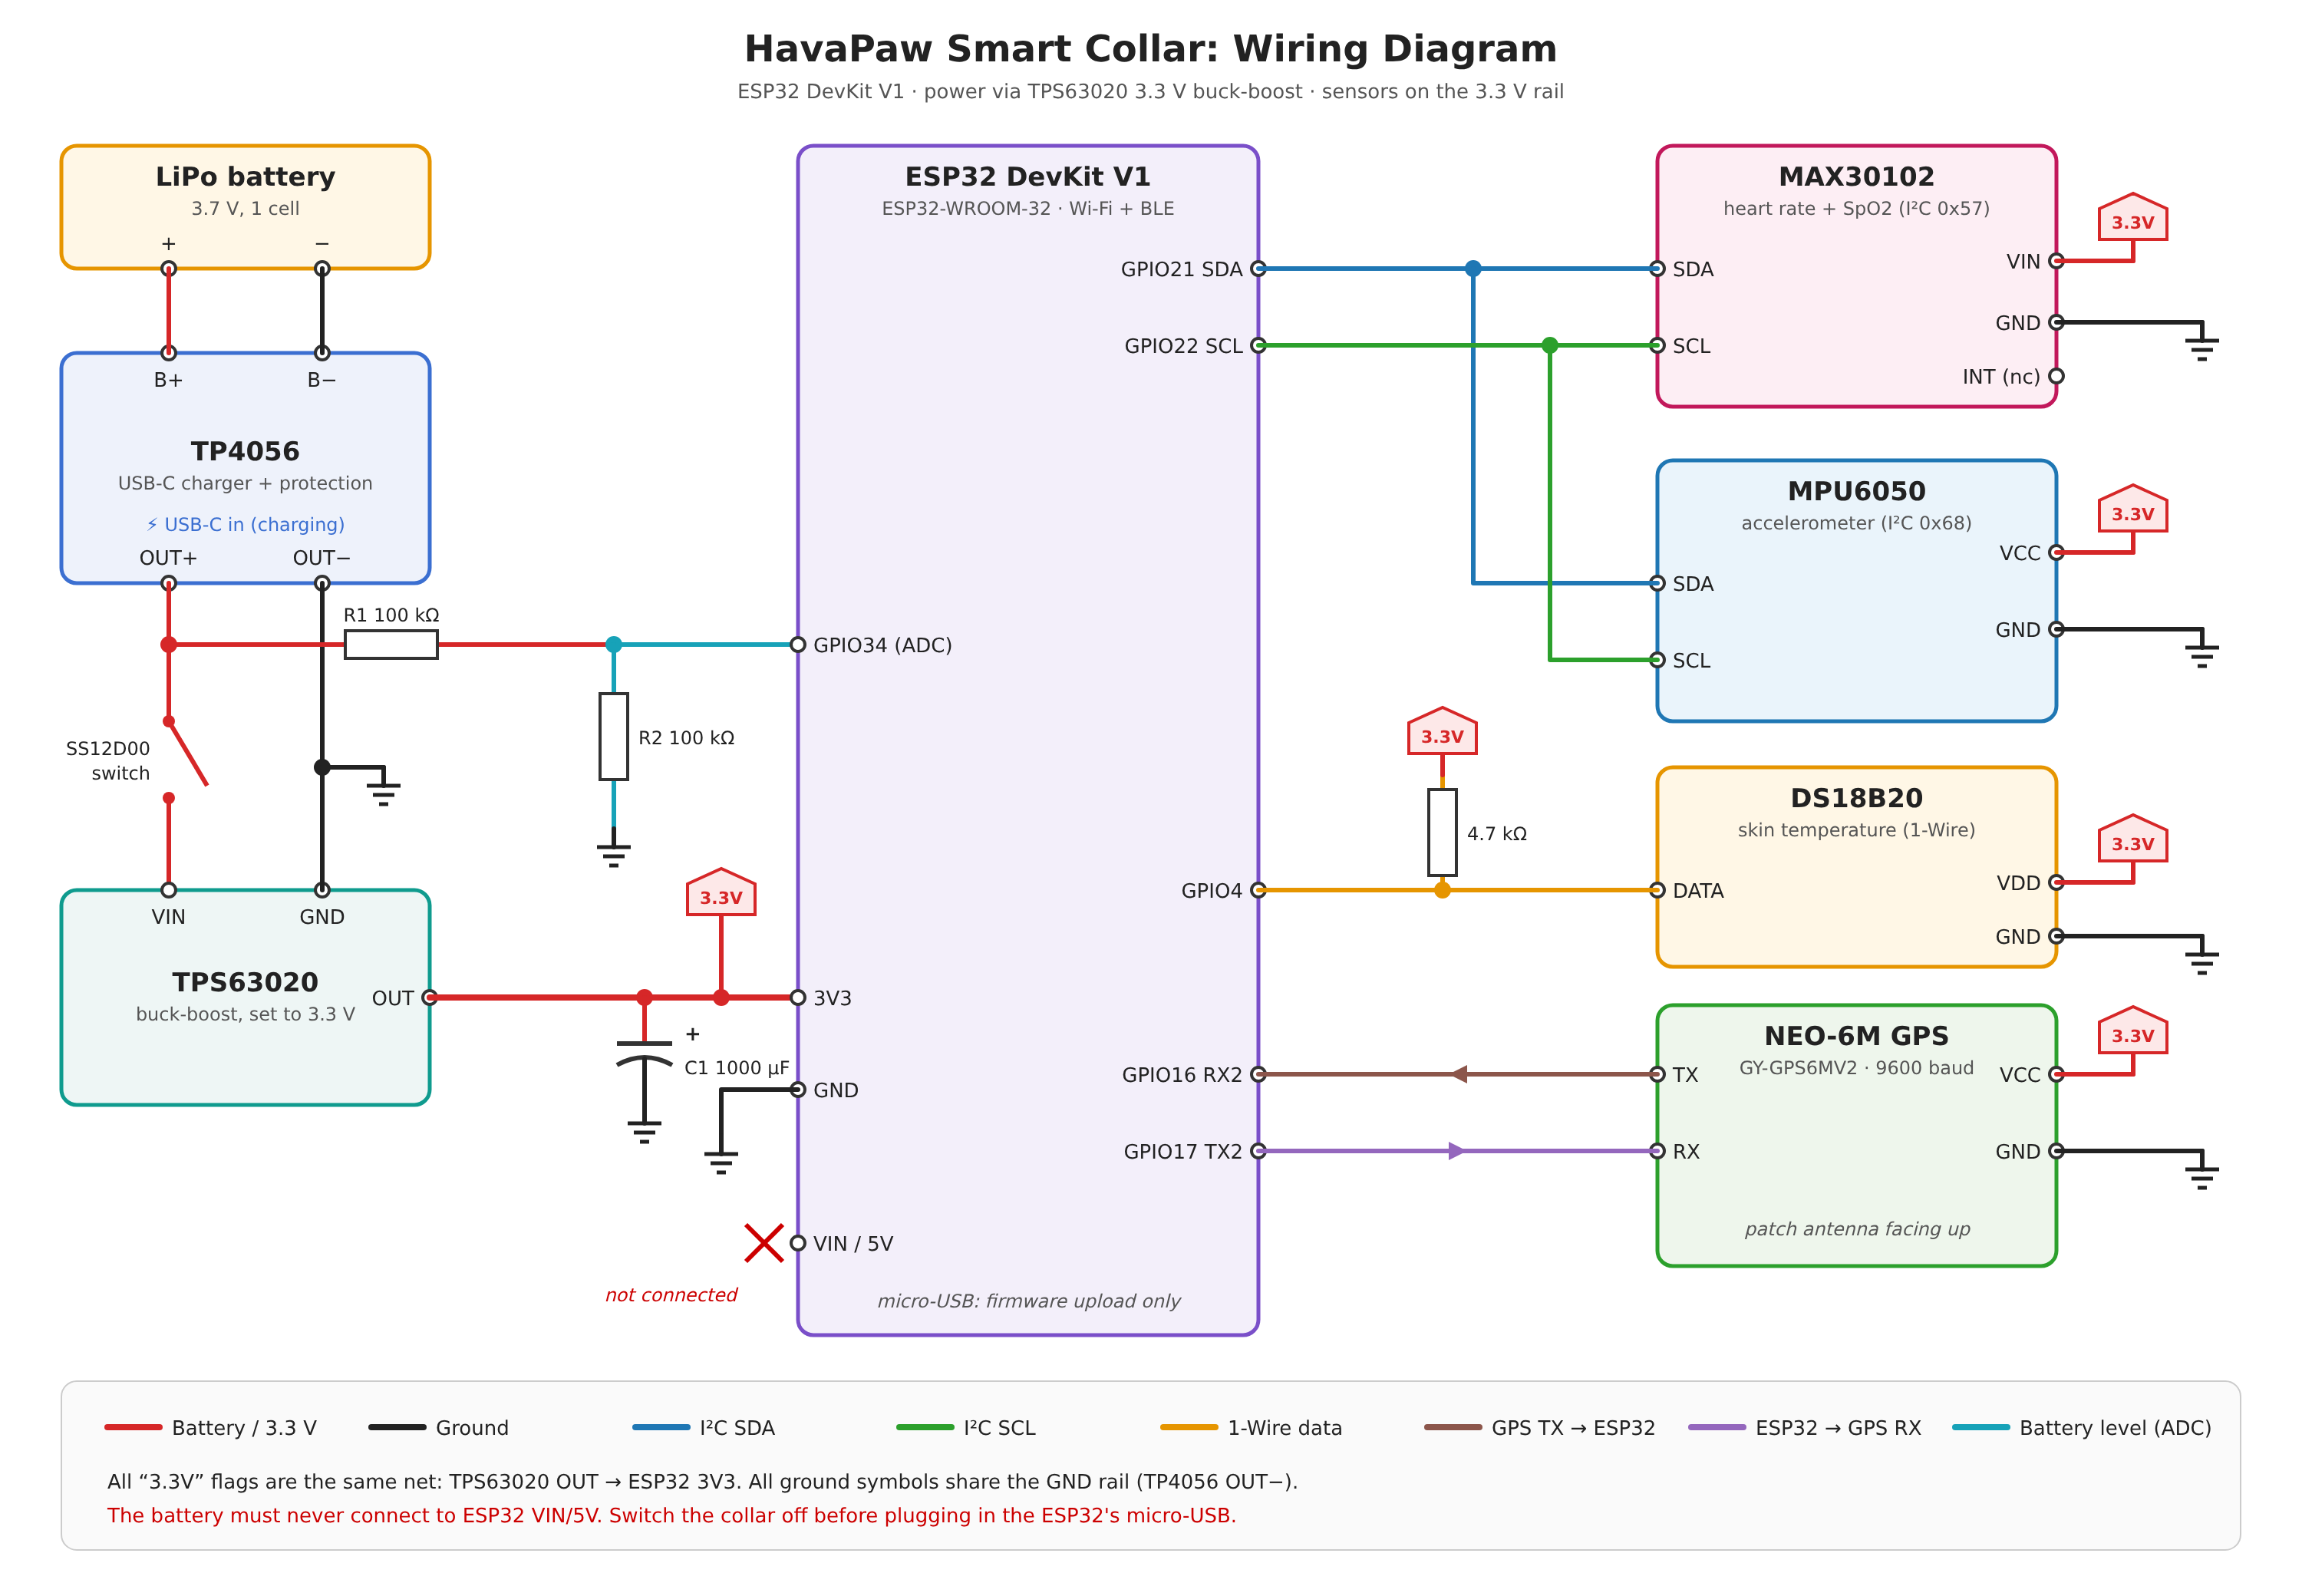 HavaPaw Smart Collar: Wiring Diagram
ESP32 DevKit V1 · power via TPS63020 3.3 V buck-boost · sensors on the 3.3 V rail
LiPo battery
3.7 V, 1 cell
+ −
B+ B−
TP4056
USB-C charger + protection
⚡ USB-C in (charging)
OUT+ OUT−
R1 100 kΩ
R2 100 kΩ
SS12D00
switch
VIN GND
TPS63020
buck-boost, set to 3.3 V
OUT
3.3V
+
C1 1000 µF
not connected
ESP32 DevKit V1
ESP32-WROOM-32 · Wi-Fi + BLE
GPIO21 SDA
GPIO22 SCL
GPIO34 (ADC)
GPIO4
3V3
GPIO16 RX2
GND
GPIO17 TX2
VIN / 5V
micro-USB: firmware upload only
3.3V
4.7 kΩ
MAX30102
heart rate + SpO2 (I²C 0x57)
SDA
SCL
VIN
GND
INT (nc)
3.3V
MPU6050
accelerometer (I²C 0x68)
SDA
SCL
VCC
GND
3.3V
DS18B20
skin temperature (1-Wire)
DATA
VDD
GND
3.3V
NEO-6M GPS
GY-GPS6MV2 · 9600 baud
TX
RX
VCC
GND
3.3V
patch antenna facing up
Battery / 3.3 V
Ground
I²C SDA
I²C SCL
1-Wire data
GPS TX → ESP32
ESP32 → GPS RX
Battery level (ADC)
All “3.3V” flags are the same net: TPS63020 OUT → ESP32 3V3. All ground symbols share the GND rail (TP4056 OUT−).
The battery must never connect to ESP32 VIN/5V. Switch the collar off before plugging in the ESP32's micro-USB.